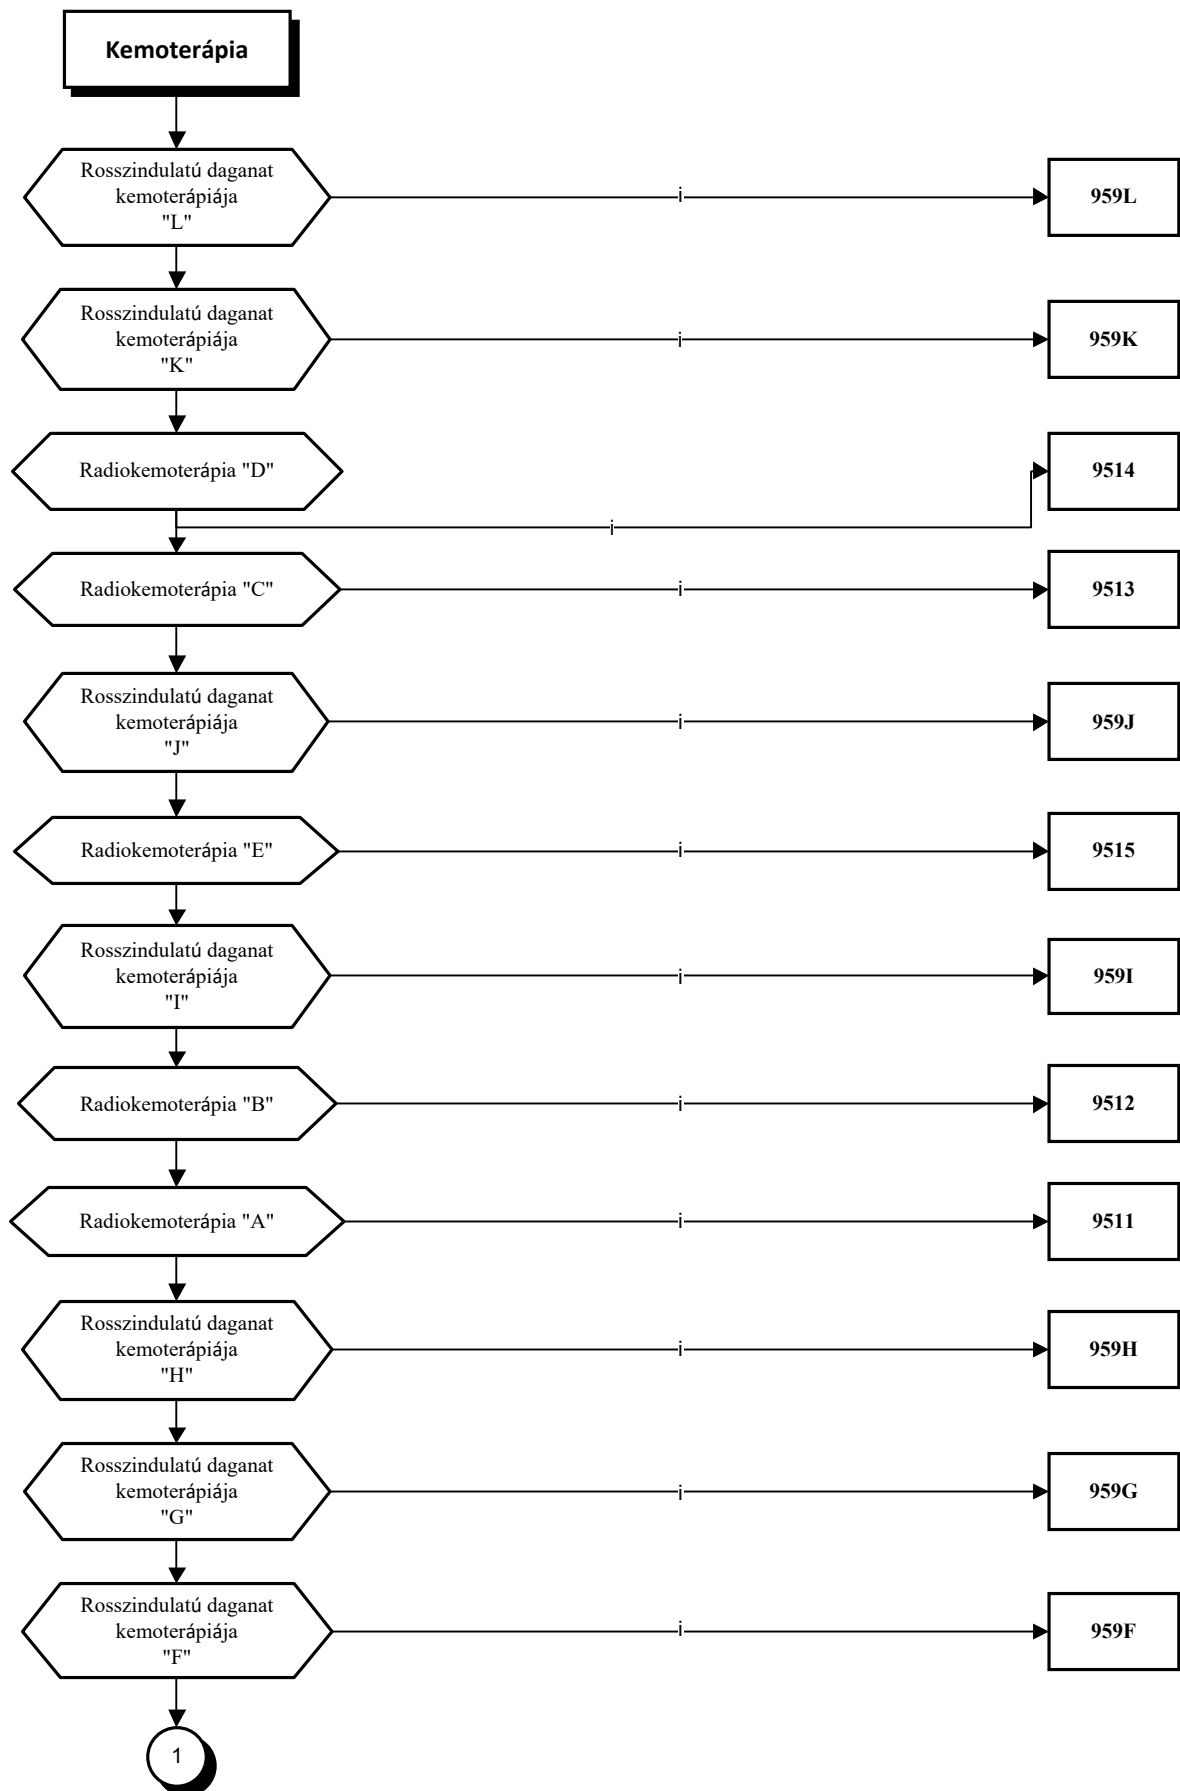 Kemoterápia
Rosszindulatú daganat
kemoterápiája
"L"
i
959L
Rosszindulatú daganat
kemoterápiája
"K"
i
959K
Radiokemoterápia "D"
9514
i
Radiokemoterápia "C"
i
9513
Rosszindulatú daganat
kemoterápiája
"J"
i
959J
Radiokemoterápia "E"
i
9515
Rosszindulatú daganat
kemoterápiája
"I"
i
959I
Radiokemoterápia "B"
i
9512
Radiokemoterápia "A"
i
9511
Rosszindulatú daganat
kemoterápiája
"H"
i
959H
Rosszindulatú daganat
kemoterápiája
"G"
i
959G
Rosszindulatú daganat
kemoterápiája
"F"
i
959F
1